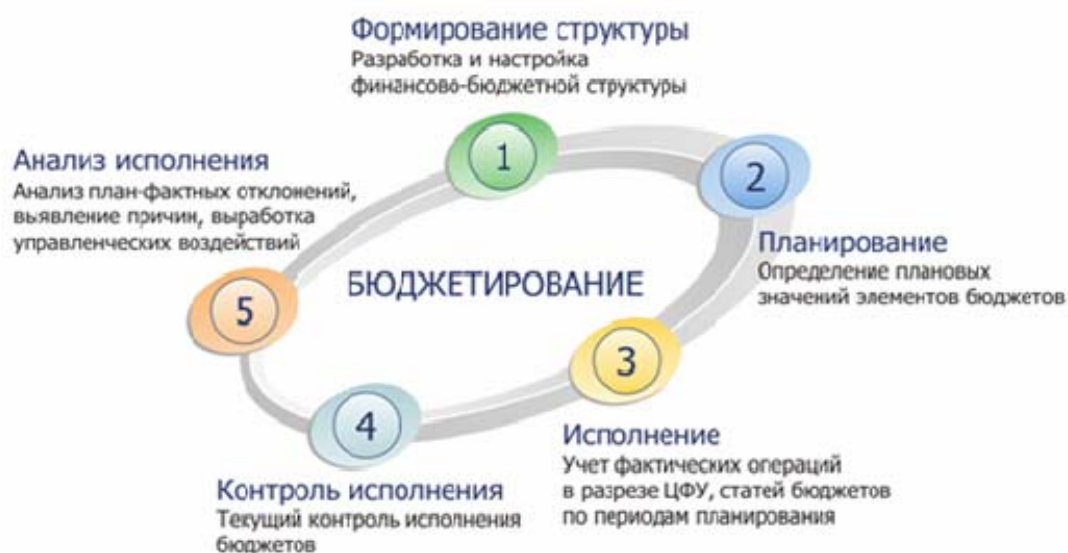 Формирование структуры
Разработка и настройка
финансово-бюджетной структуры
1
2
Планирование
Определение плановых
значений элементов бюджетов
3
Исполнение
Учет фактических операций
в разрезе ЦФУ, статей бюджетов
по периодам планирования
4
Контроль исполнения
Текущий контроль исполнения
бюджетов
5
Анализ исполнения
Анализ план-фактных отклонений,
выявление причин, выработка
управленческих воздействий
БЮДЖЕТИРОВАНИЕ